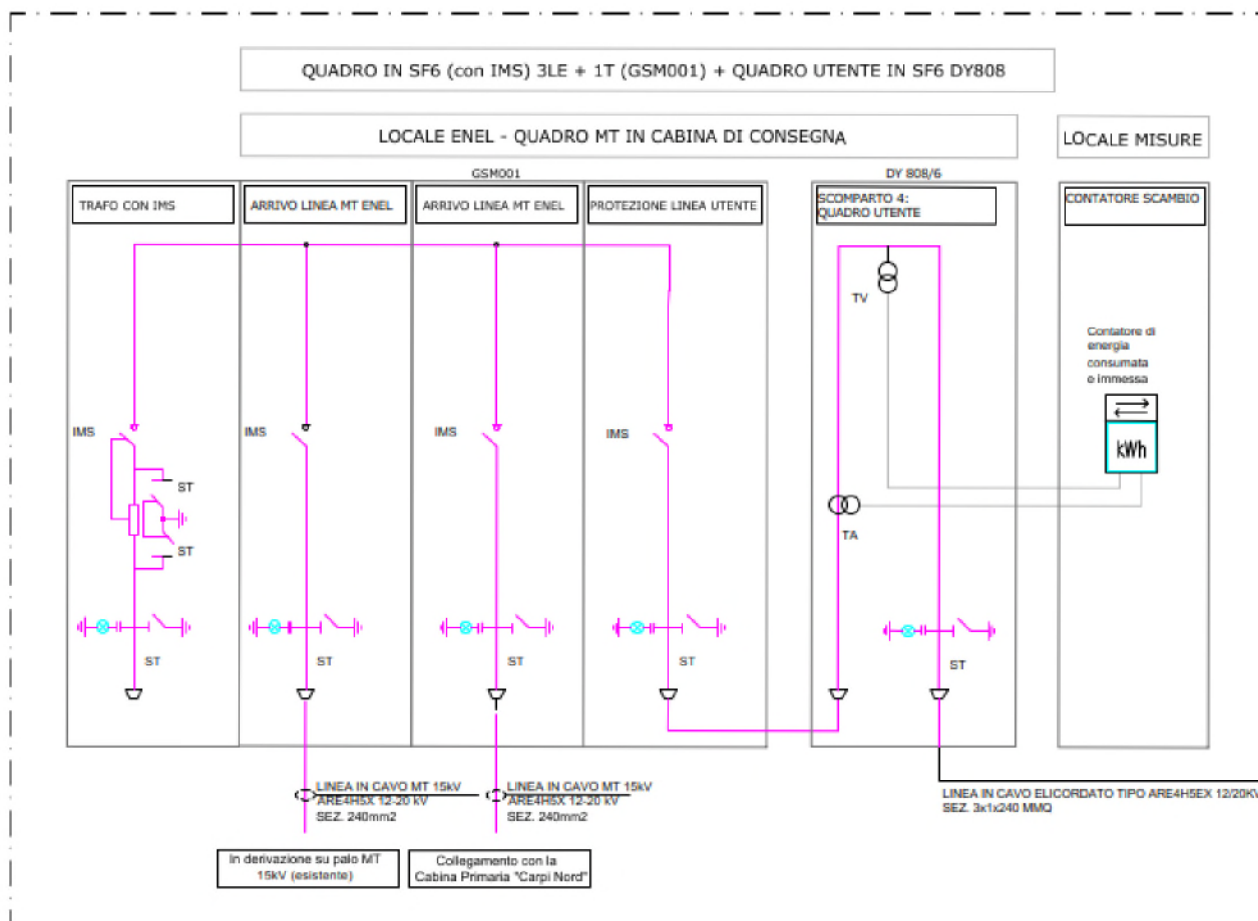 QUADRO IN SF6 (con IMS) 3LE + 1T (GSM001) + QUADRO UTENTE IN SF6 DY808
LOCALE ENEL - QUADRO MT IN CABINA DI CONSEGNA
LOCALE MISURE
GSM001
DY 808/6
TRAFO CON IMS
ARRIVO LINEA MT ENEL
ARRIVO LINEA MT ENEL
PROTEZIONE LINEA UTENTE
SCOMPARTO 4:
QUADRO UTENTE
CONTATORE SCAMBIO
TV
Contatore di
energia
consumata
e immessa
kWh
IMS
IMS
IMS
IMS
ST
ST
TA
ST
ST
ST
ST
ST
LINEA IN CAVO MT 15kV
ARE4H5X 12-20 kV
SEZ. 240mm2
LINEA IN CAVO MT 15kV
ARE4H5X 12-20 kV
SEZ. 240mm2
LINEA IN CAVO ELICORDATO TIPO ARE4H5EX 12/20KV
SEZ. 3x1x240 MMQ
In derivazione su palo MT
15kV (esistente)
Collegamento con la
Cabina Primaria "Carpi Nord"